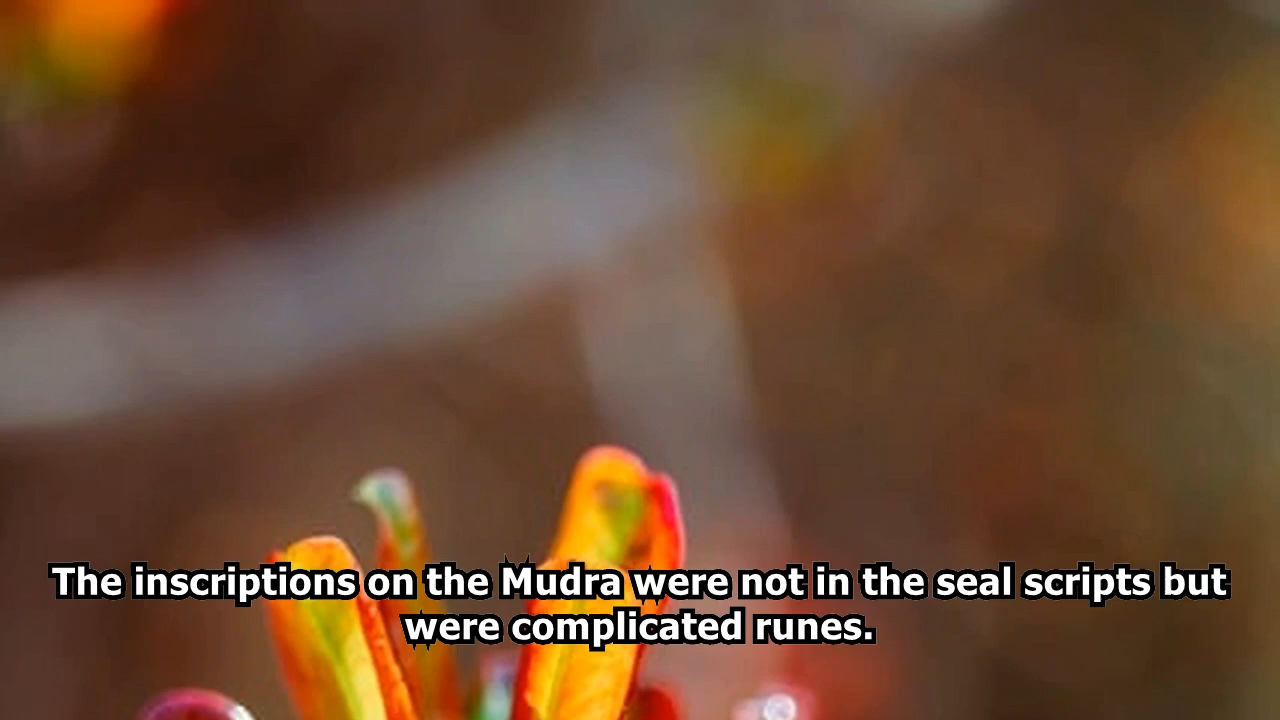 The inscriptions on the Mudra were not in the seal scripts but
were complicated runes.